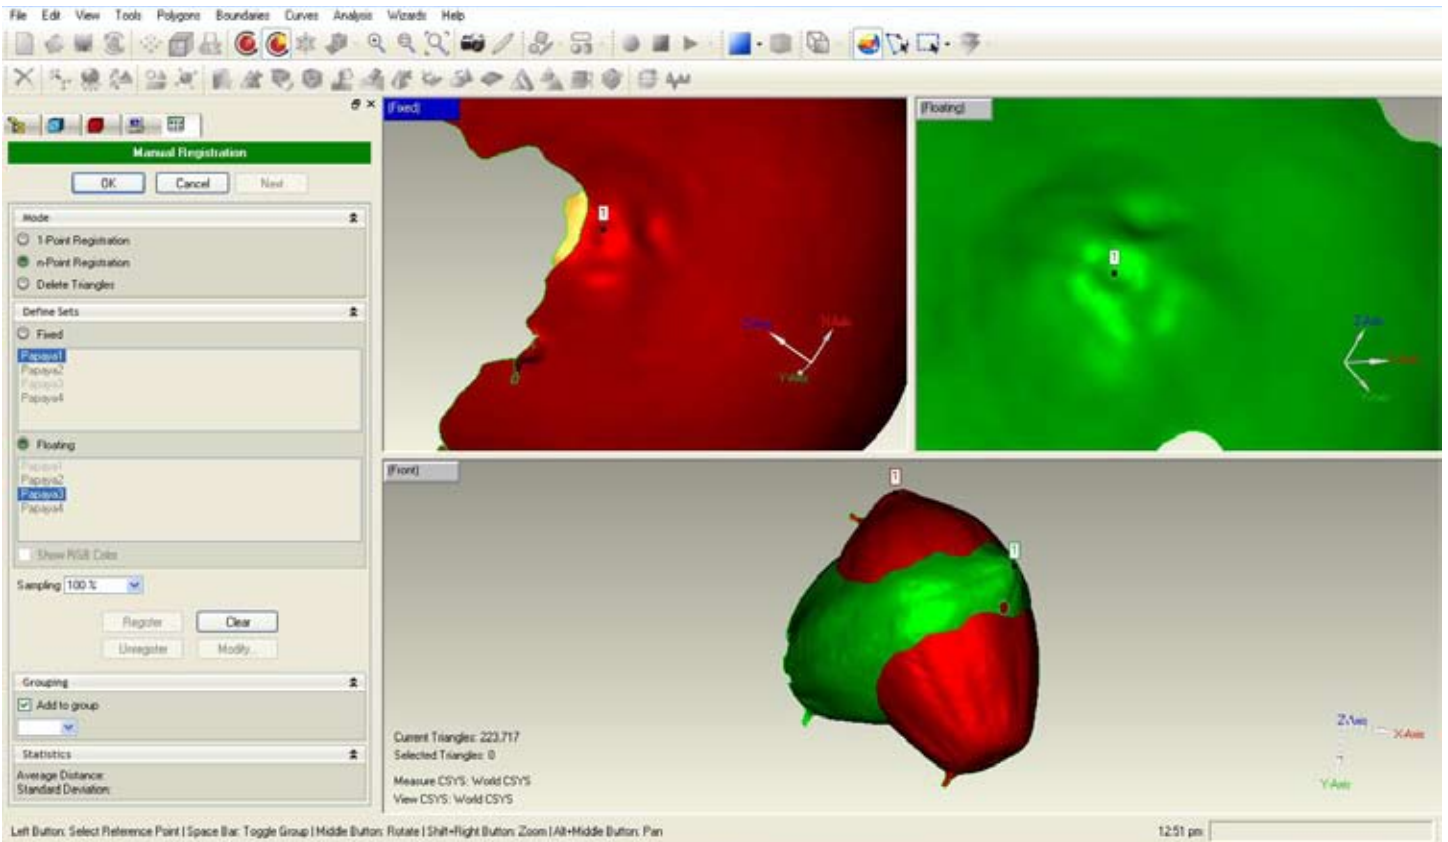 File Edit View Tools Polygons Boundaries Curves Analysis Wizards Help
(Fixed)
(Floating)
Manual Registration
OK Cancel Next
Mode
1-Point Registration
n-Point Registration
Delete Triangles
Define Sets
Fixed
Papaya1
Papaya2
Papaya3
Papaya4
Floating
Papaya1
Papaya2
Papaya3
Papaya4
Show RGB Color
Sampling 100 %
Register Clear
Unregister Modify...
Grouping
Add to group
Statistics
Average Distance:
Standard Deviation:
1
Y-Axis
1
Z-Axis
(Front)
1
1
Current Triangles: 223,717
Selected Triangles: 0
Measure CSYS: World CSYS
View CSYS: World CSYS
Z-Axis
X-Axis
Y-Axis
Left Button: Select Reference Point | Space Bar: Toggle Group | Middle Button: Rotate | Shift+Right Button: Zoom | Alt+Middle Button: Pan
12:51 pm